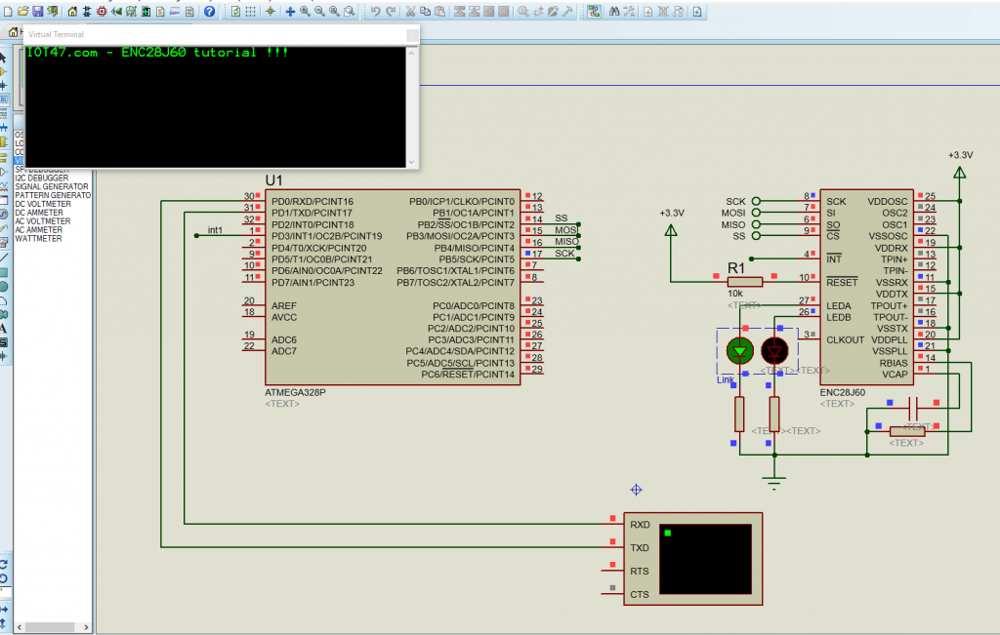 Virtual Terminal
IOT47.com - ENC28J60 tutorial !!!
I2C DEBUGGER
SIGNAL GENERATOR
PATTERN GENERATO
DC VOLTMETER
DC AMMETER
AC VOLTMETER
AC AMMETER
WATTMETER
U1
30 PD0/RXD/PCINT16
31 PD1/TXD/PCINT17
32 PD2/INT0/PCINT18
int1 1 PD3/INT1/OC2B/PCINT19
2 PD4/T0/XCK/PCINT20
9 PD5/T1/OC0B/PCINT21
10 PD6/AIN0/OC0A/PCINT22
11 PD7/AIN1/PCINT23
20 AREF
18 AVCC
19 ADC6
22 ADC7
PB0/ICP1/CLKO/PCINT0 12
PB1/OC1A/PCINT1 13
PB2/SS/OC1B/PCINT2 14 SS
PB3/MOSI/OC2A/PCINT3 15 MOSI
PB4/MISO/PCINT4 16 MISO
PB5/SCK/PCINT5 17 SCK
PB6/TOSC1/XTAL1/PCINT6 7
PB7/TOSC2/XTAL2/PCINT7 8
PC0/ADC0/PCINT8 23
PC1/ADC1/PCINT9 24
PC2/ADC2/PCINT10 25
PC3/ADC3/PCINT11 26
PC4/ADC4/SDA/PCINT12 27
PC5/ADC5/SCL/PCINT13 28
PC6/RESET/PCINT14 29
ATMEGA328P
<TEXT>
+3.3V
R1
10k
<TEXT>
SCK 8 SCK
MOSI 7 SI
MISO 6 SO
SS 9 CS
4 INT
10 RESET
27 LEDA
26 LEDB
3 CLKOUT
+3.3V
VDDOSC 25
OSC2 24
OSC1 23
VSSOSC 22
VDDRX 19
TPIN+ 13
TPIN- 12
VSSRX 11
VDDTX 15
TPOUT+ 17
TPOUT- 16
VSSTX 18
VDDPLL 20
VSSPLL 21
RBIAS 14
VCAP 1
ENC28J60
<TEXT>
Link
<TEXT>
<TEXT>
<TEXT>
<TEXT>
<TEXT>
<TEXT>
RXD
TXD
RTS
CTS